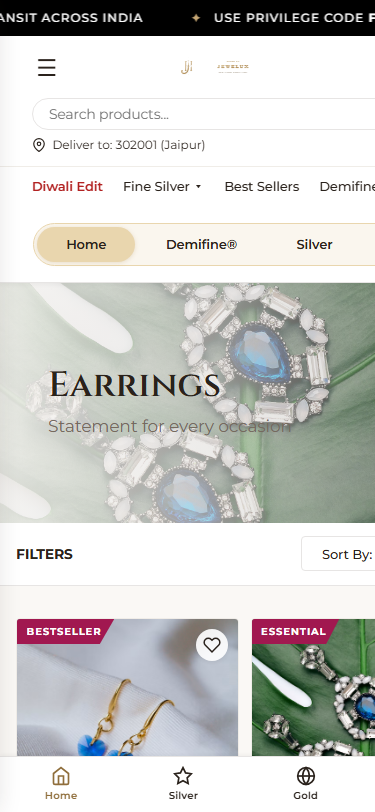 ANSIT ACROSS INDIA ✦ USE PRIVILEGE CODE F
JEWELUX
Search products...
Deliver to: 302001 (Jaipur)
Diwali Edit Fine Silver Best Sellers Demifine
Home Demifine® Silver
EARRINGS
Statement for every occasion
FILTERS
Sort By:
BESTSELLER
ESSENTIAL
Home Silver Gold